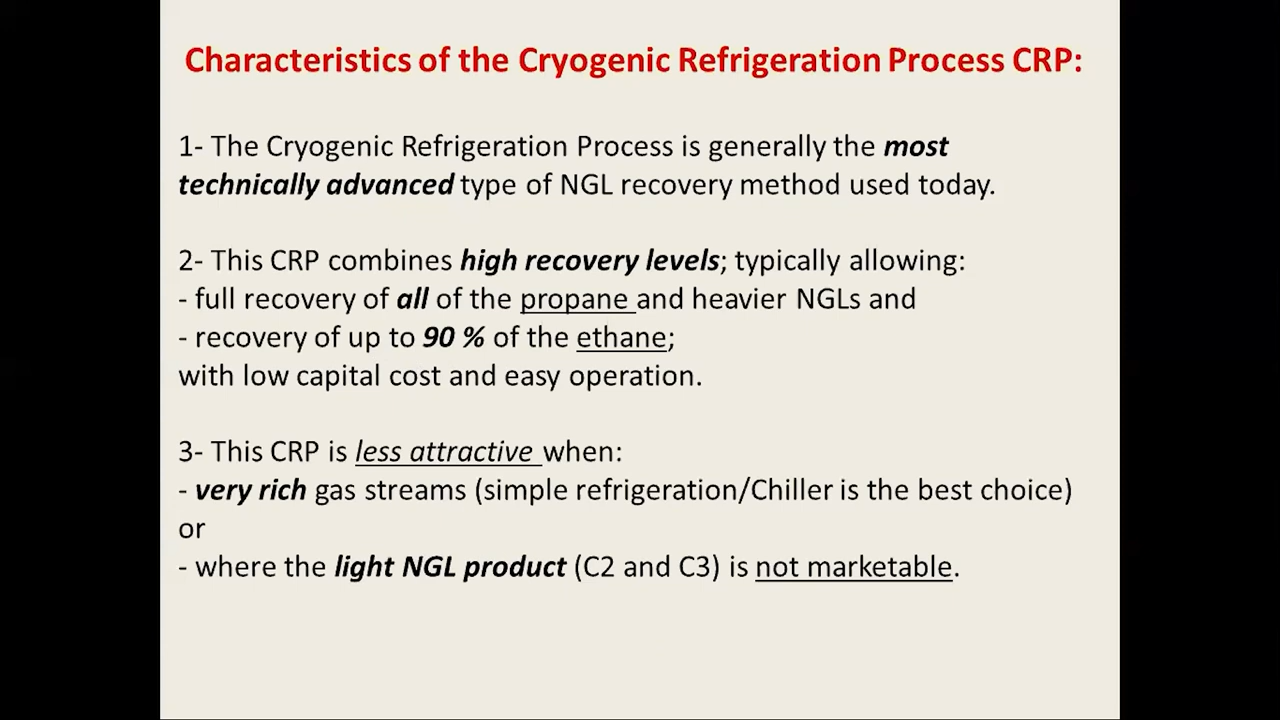 Characteristics of the Cryogenic Refrigeration Process CRP:
1- The Cryogenic Refrigeration Process is generally the most
technically advanced type of NGL recovery method used today.
2- This CRP combines high recovery levels; typically allowing:
- full recovery of all of the propane and heavier NGLs and
- recovery of up to 90 % of the ethane;
with low capital cost and easy operation.
3- This CRP is less attractive when:
- very rich gas streams (simple refrigeration/Chiller is the best choice)
or
- where the light NGL product (C2 and C3) is not marketable.